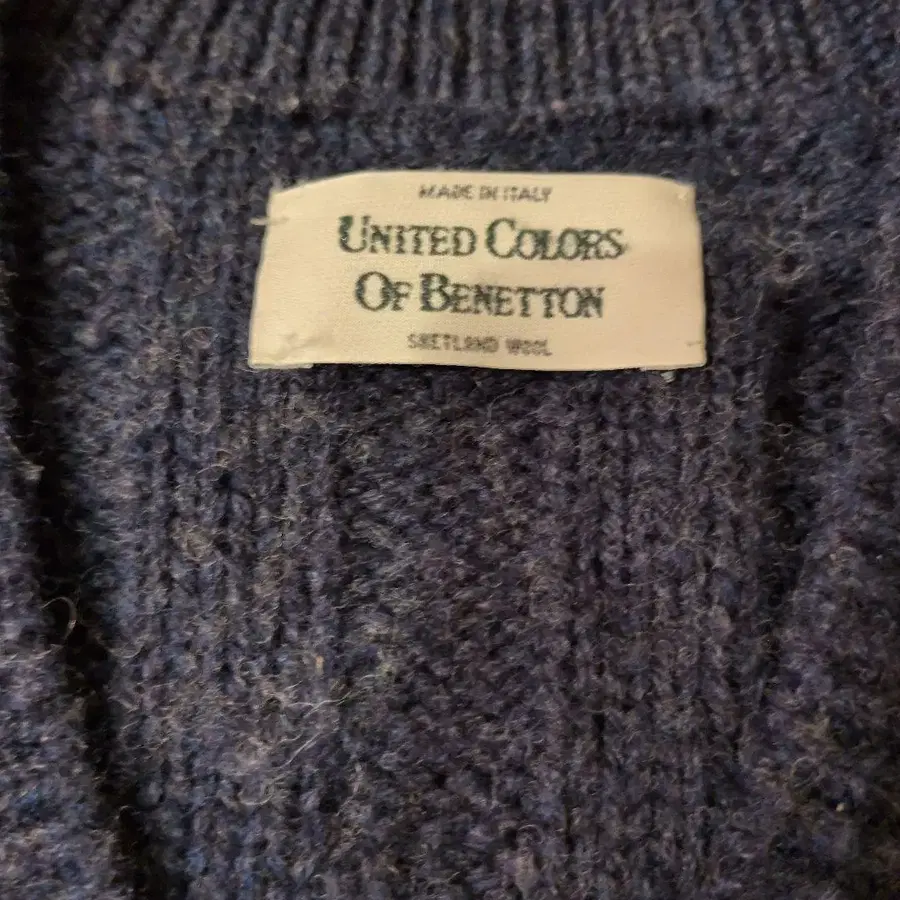 MADE IN ITALY
UNITED COLORS
OF BENETTON
SHETLAND WOOL